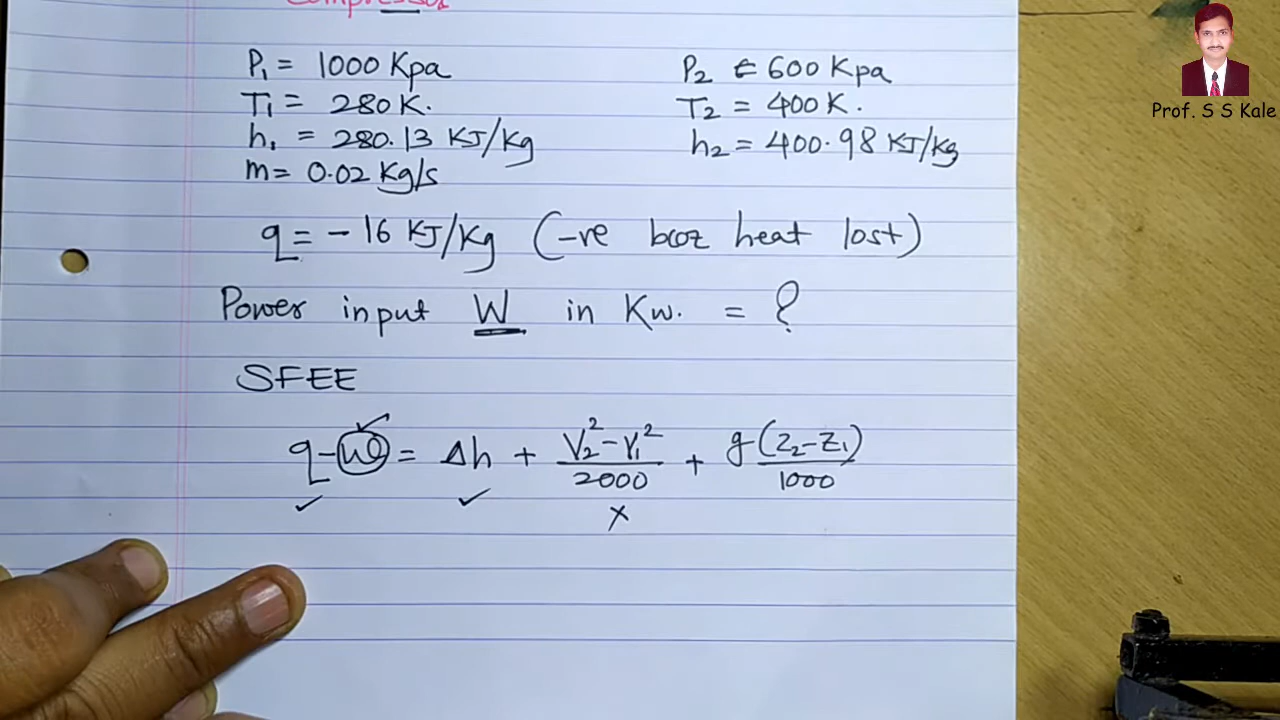 Compressor
P₁ = 1000 Kpa
P₂ = 600 Kpa
T₁ = 280 K.
T₂ = 400 K.
h₁ = 280.13 KJ/Kg
h₂ = 400.98 KJ/Kg
m = 0.02 Kg/s
q = - 16 KJ/Kg (-ve bcoz heat lost)
Power input W in Kw. = ?
SFEE
q - w = Δh + (V₂² - V₁²)/2000 + g(Z₂ - Z₁)/1000
✓ ✓ ✓ x
Prof. S S Kale